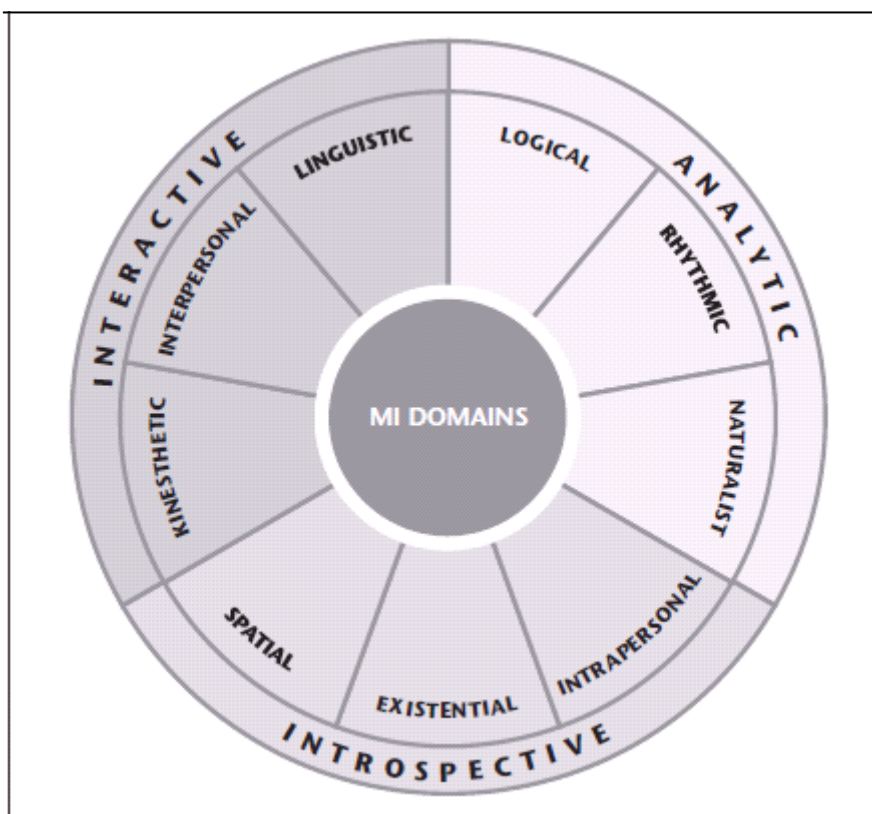 ANALYTIC
LOGICAL
RHYTHMIC
NATURALIST
INTROSPECTIVE
INTRAPERSONAL
EXISTENTIAL
SPATIAL
INTERACTIVE
KINESTHETIC
INTERPERSONAL
LINGUISTIC
MI DOMAINS